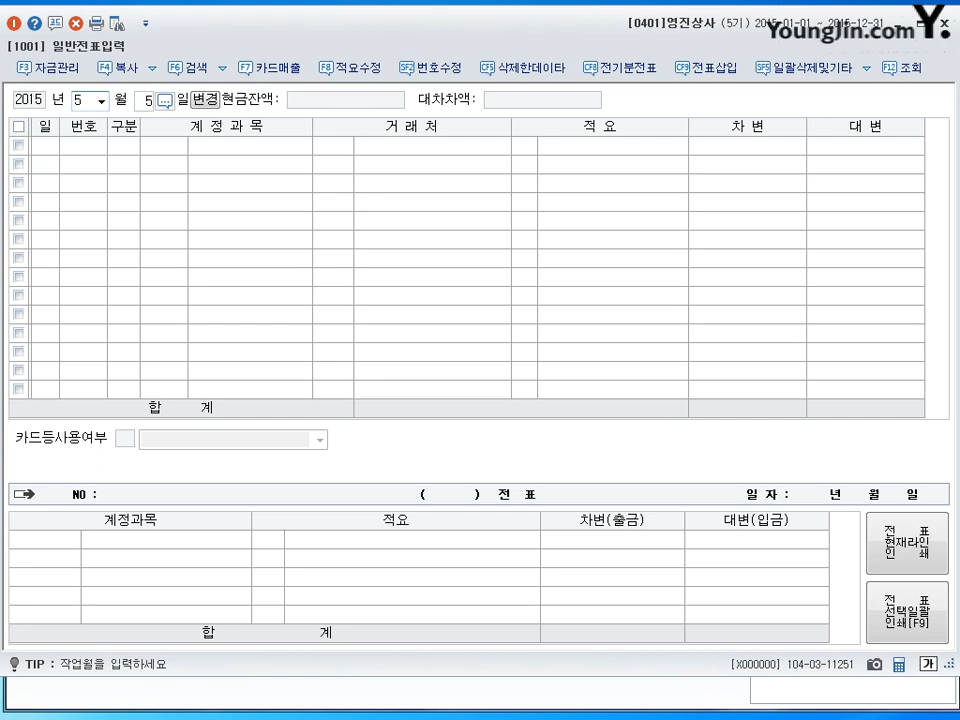 [0401]영진상사 (5기) 2015-01-01 ~ 2015-12-31
YoungJin.com Y.
[1001] 일반전표입력
F3 자금관리 F4 복사 F6 검색 F7 카드매출 F8 적요수정 SF2 번호수정 CF5 삭제한데이타 CF8 전기분전표 CF9 전표삽입 SF5 일괄삭제및기타 F12 조회
2015 년 5 월 5 일 변경 현금잔액: 대차차액:
일 번호 구분 계 정 과 목 거 래 처 적 요 차 변 대 변
합 계
카드등사용여부
NO : ( ) 전 표 일 자 : 년 월 일
계정과목 적요 차변(출금) 대변(입금)
합 계
전 표
현재라인
인 쇄
전 표
선택일괄
인쇄[F9]
TIP : 작업월을 입력하세요 [X000000] 104-03-11251 가